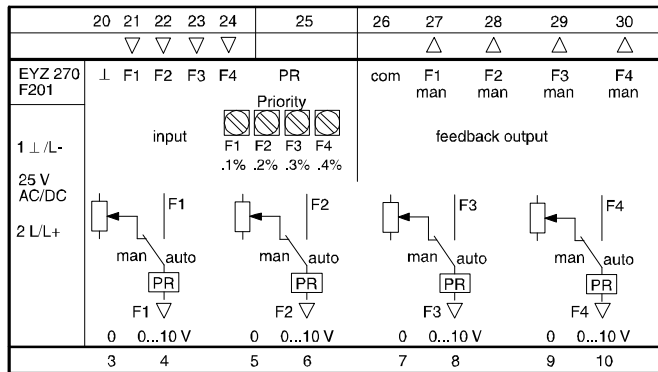 20 21 22 23 24 25 26 27 28 29 30
EYZ 270 ⊥ F1 F2 F3 F4 PR com F1 F2 F3 F4
F201 man man man man
Priority
input feedback output
F1 F2 F3 F4
.1% .2% .3% .4%
1 ⊥ /L-
25 V
AC/DC
2 L/L+
F1 F2 F3 F4
man auto man auto man auto man auto
PR PR PR PR
F1 F2 F3 F4
0 0...10 V 0 0...10 V 0 0...10 V 0 0...10 V
3 4 5 6 7 8 9 10